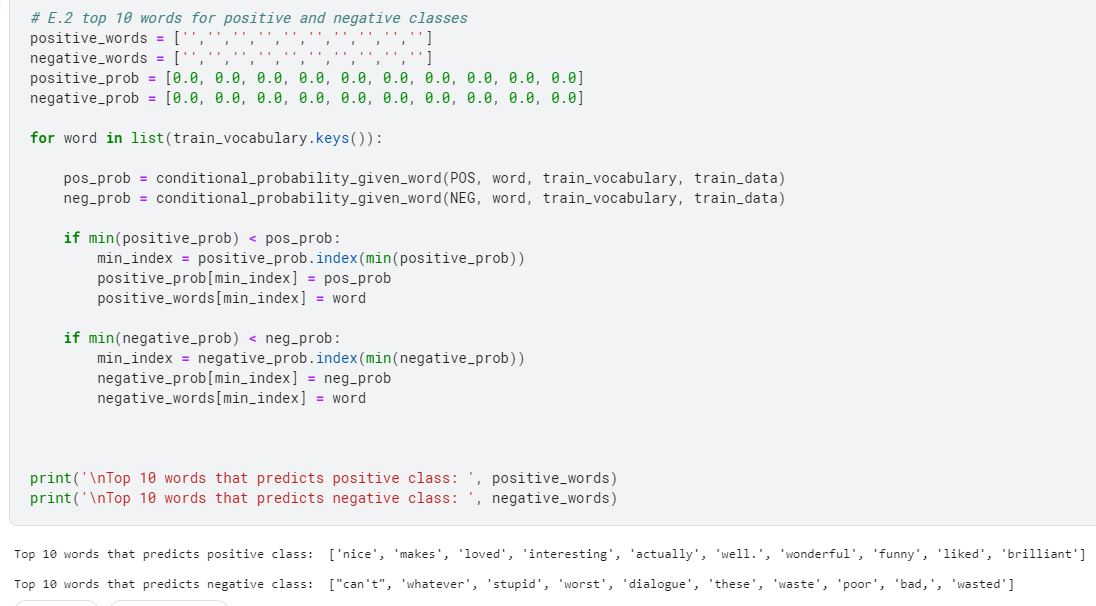 # E.2 top 10 words for positive and negative classes
positive_words = ['','','','','','','','','','']
negative_words = ['','','','','','','','','','']
positive_prob = [0.0, 0.0, 0.0, 0.0, 0.0, 0.0, 0.0, 0.0, 0.0, 0.0]
negative_prob = [0.0, 0.0, 0.0, 0.0, 0.0, 0.0, 0.0, 0.0, 0.0, 0.0]
for word in list(train_vocabulary.keys()):
pos_prob = conditional_probability_given_word(POS, word, train_vocabulary, train_data)
neg_prob = conditional_probability_given_word(NEG, word, train_vocabulary, train_data)
if min(positive_prob) < pos_prob:
min_index = positive_prob.index(min(positive_prob))
positive_prob[min_index] = pos_prob
positive_words[min_index] = word
if min(negative_prob) < neg_prob:
min_index = negative_prob.index(min(negative_prob))
negative_prob[min_index] = neg_prob
negative_words[min_index] = word
print('\nTop 10 words that predicts positive class: ', positive_words)
print('\nTop 10 words that predicts negative class: ', negative_words)
Top 10 words that predicts positive class:  ['nice', 'makes', 'loved', 'interesting', 'actually', 'well.', 'wonderful', 'funny', 'liked', 'brilliant']
Top 10 words that predicts negative class:  ["can't", 'whatever', 'stupid', 'worst', 'dialogue', 'these', 'waste', 'poor', 'bad,', 'wasted']